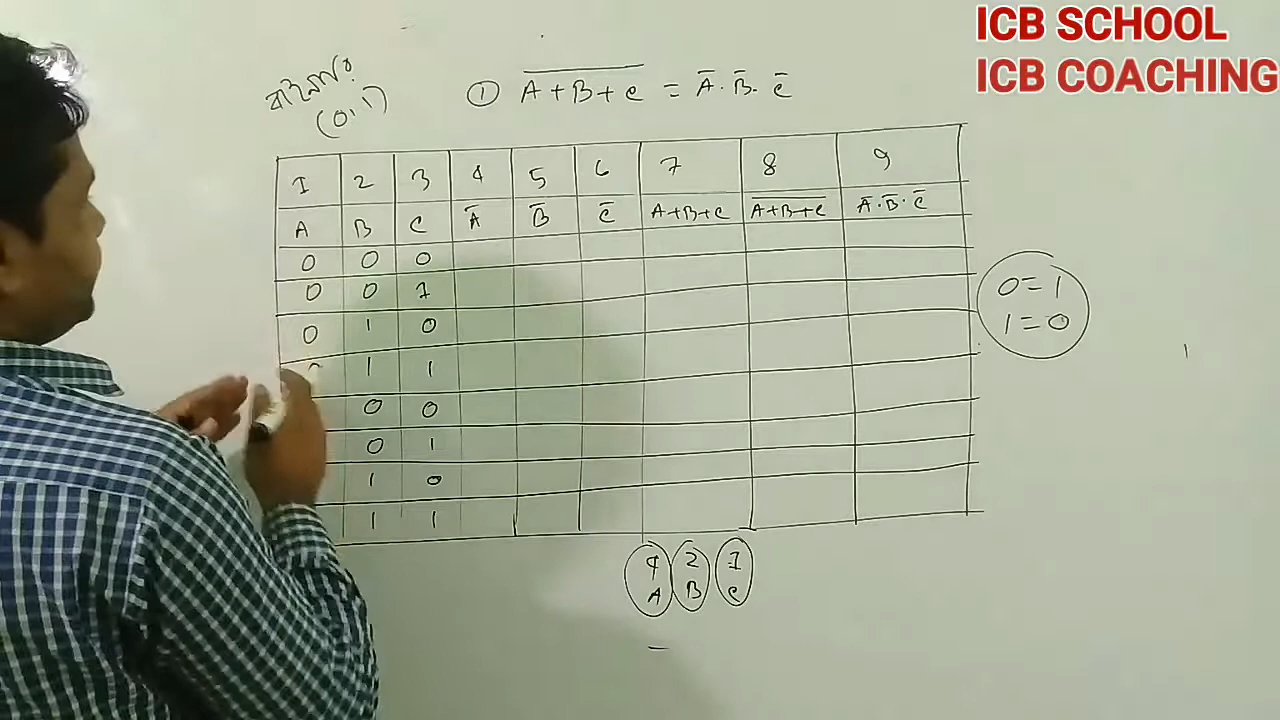 ICB SCHOOL
ICB COACHING
বাইনারি
(0,1)
① \overline{A+B+C} = Ā.B̄.C̄
1 2 3 4 5 6 7 8 9
A B C Ā B̄ C̄ A+B+C \overline{A+B+C} Ā.B̄.C̄
0 0 0
0 0 1
0 1 0
1 1
0 0
0 1
1 0
1 1
0=1
1=0
4 2 1
A B C